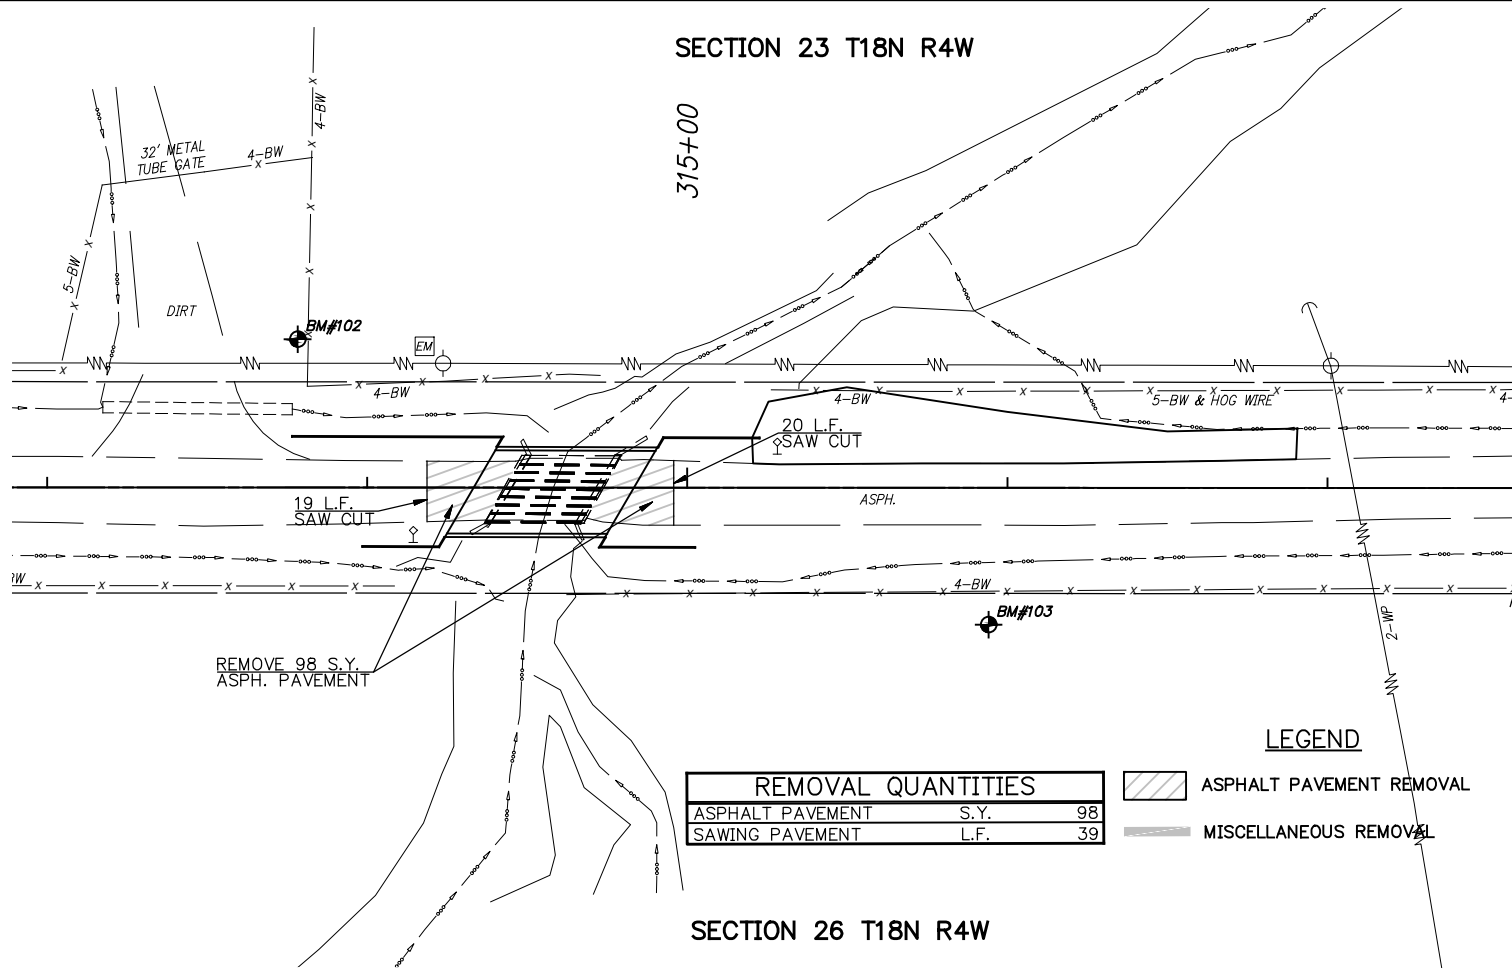 SECTION 23 T18N R4W
315+00
4-BW
32' METAL
TUBE GATE
4-BW
5-BW
DIRT
BM#102
EM
4-BW
4-BW
5-BW & HOG WIRE
4-
20 L.F.
SAW CUT
19 L.F.
SAW CUT
ASPH.
RW
4-BW
BM#103
2-WP
REMOVE 98 S.Y.
ASPH. PAVEMENT
LEGEND
ASPHALT PAVEMENT REMOVAL
MISCELLANEOUS REMOVAL
REMOVAL QUANTITIES
ASPHALT PAVEMENT S.Y. 98
SAWING PAVEMENT L.F. 39
SECTION 26 T18N R4W